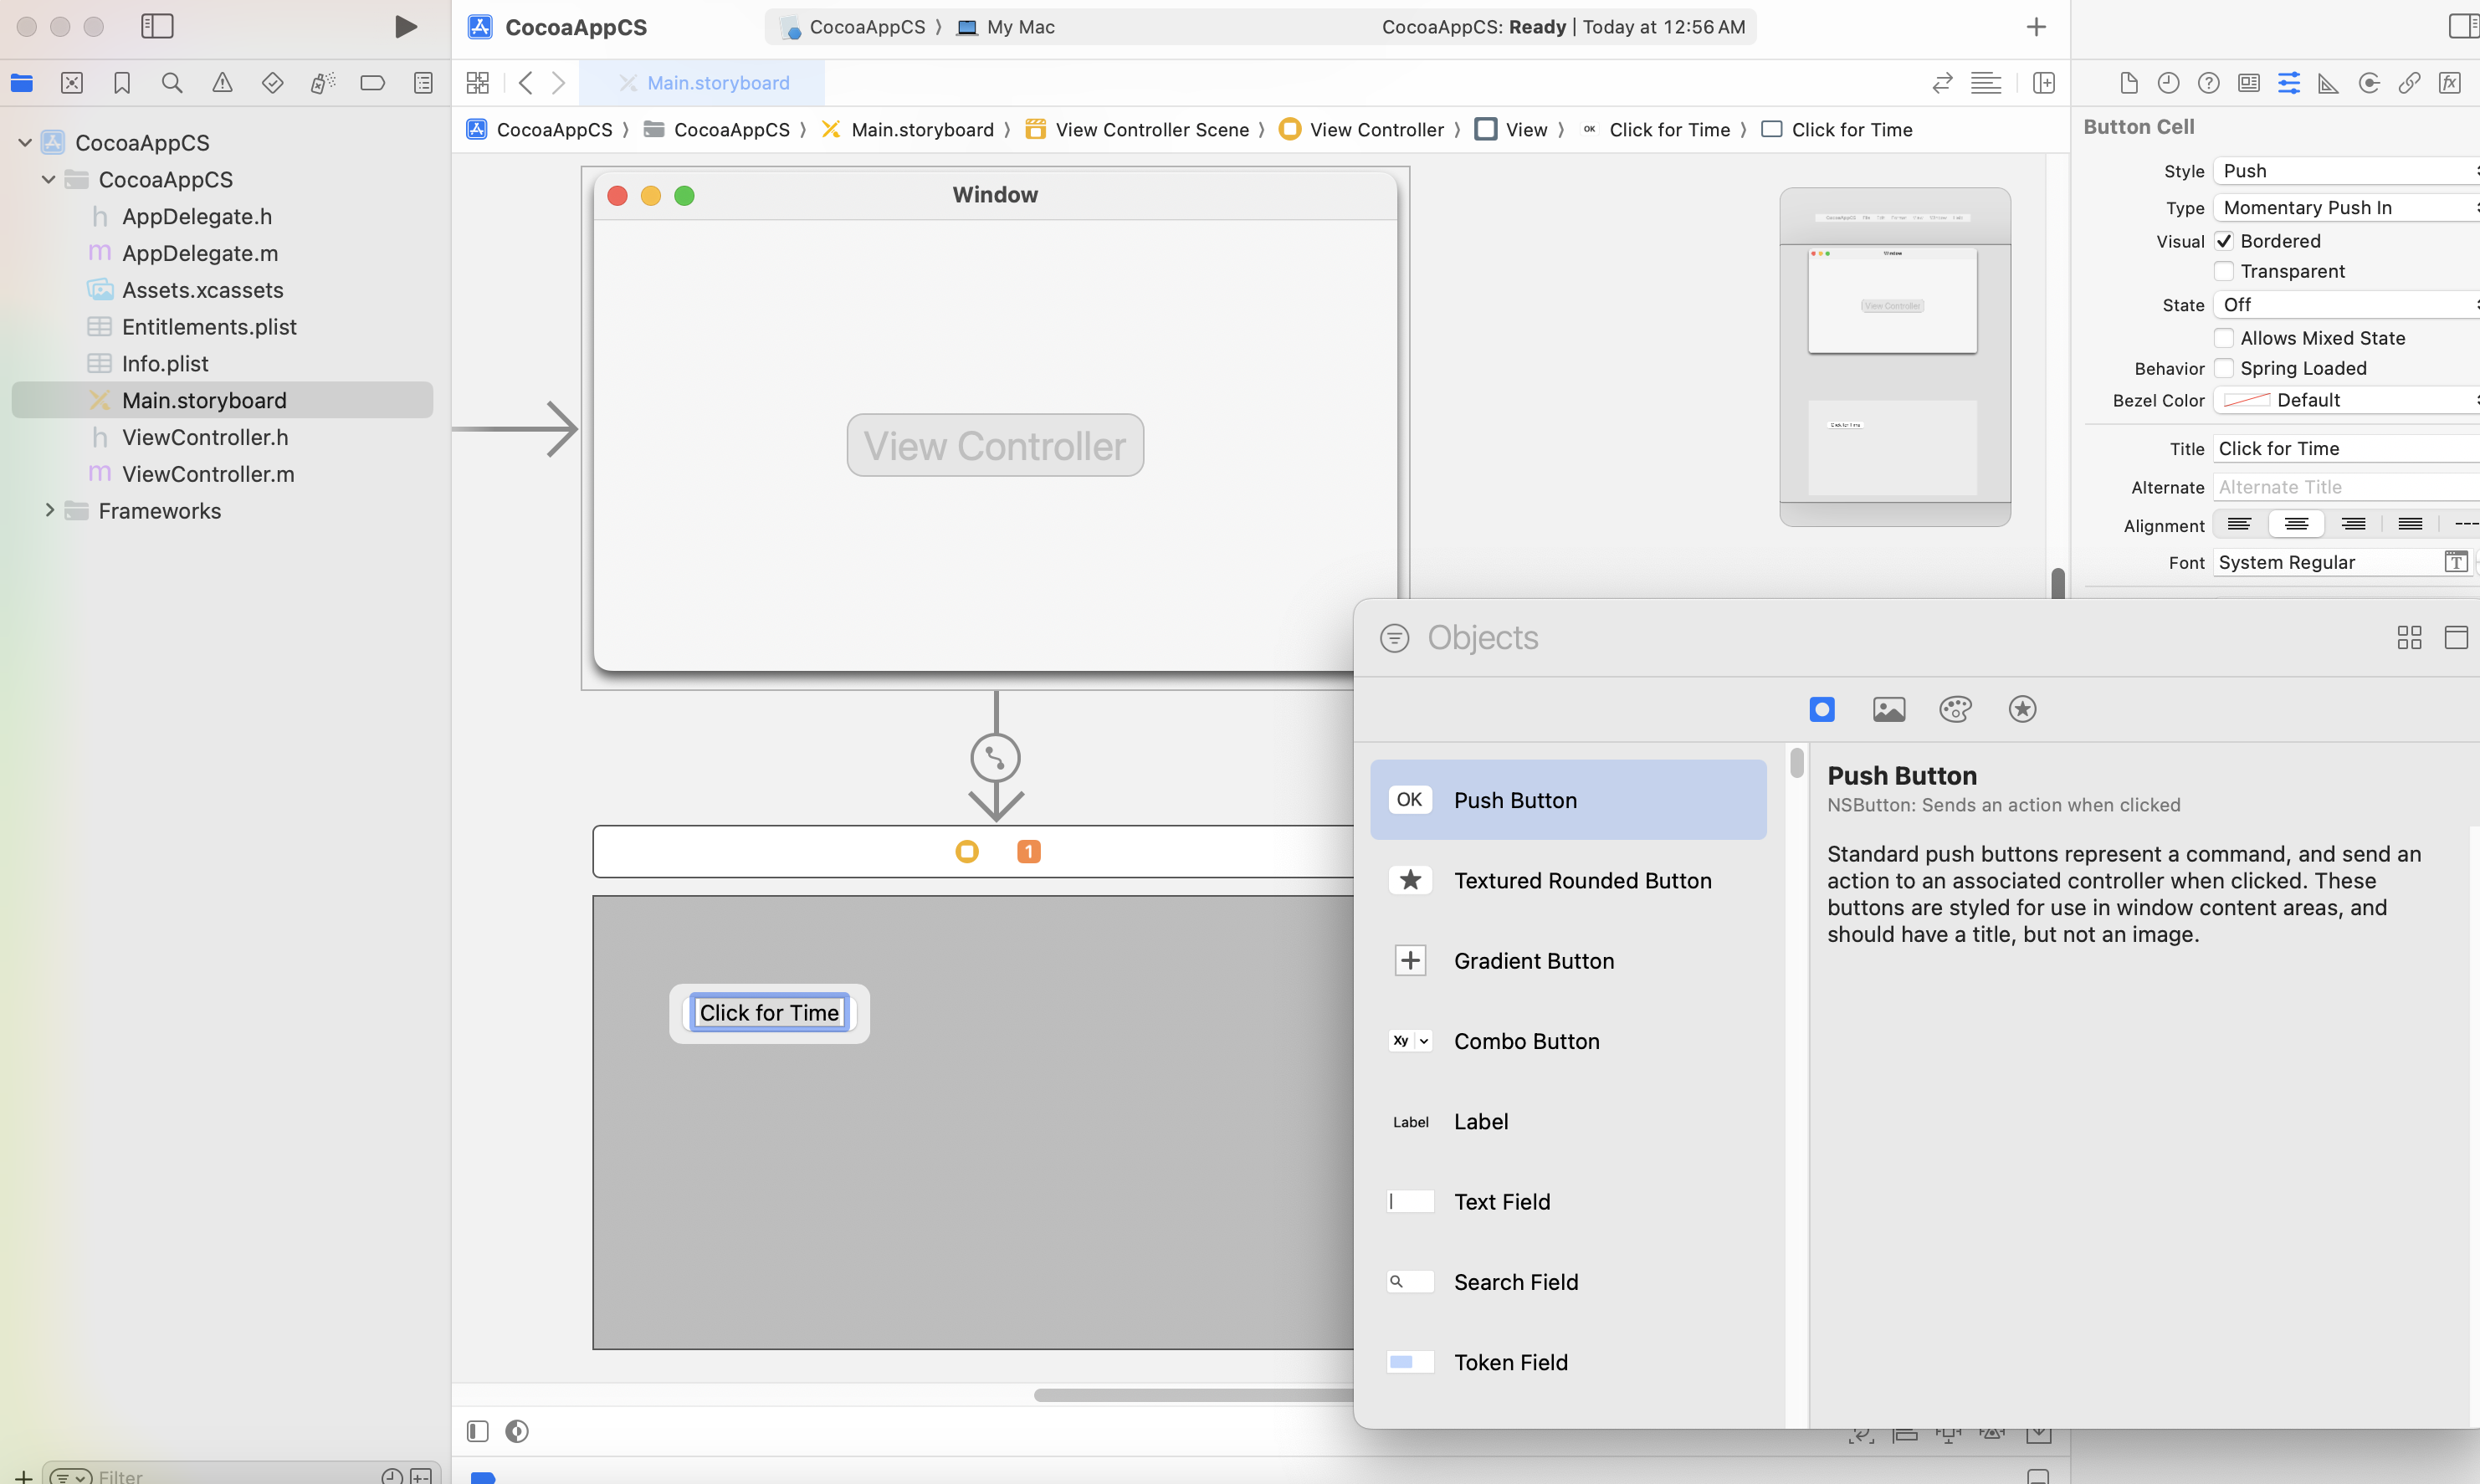 CocoaAppCS
CocoaAppCS 〉 My Mac
CocoaAppCS: Ready | Today at 12:56 AM
Main.storyboard
CocoaAppCS 〉 CocoaAppCS 〉 Main.storyboard 〉 View Controller Scene 〉 View Controller 〉 View 〉 OK Click for Time 〉 Click for Time
CocoaAppCS
CocoaAppCS
h AppDelegate.h
m AppDelegate.m
Assets.xcassets
Entitlements.plist
Info.plist
Main.storyboard
h ViewController.h
m ViewController.m
Frameworks
Filter
Window
View Controller
1
Click for Time
Window
View Controller
Click for Time
Button Cell
Style Push
Type Momentary Push In
Visual Bordered
Transparent
State Off
Allows Mixed State
Behavior Spring Loaded
Bezel Color Default
Title Click for Time
Alternate Alternate Title
Alignment
Font System Regular
Objects
OK Push Button
Textured Rounded Button
Gradient Button
Xy Combo Button
Label Label
Text Field
Search Field
Token Field
Push Button
NSButton: Sends an action when clicked
Standard push buttons represent a command, and send an
action to an associated controller when clicked. These
buttons are styled for use in window content areas, and
should have a title, but not an image.